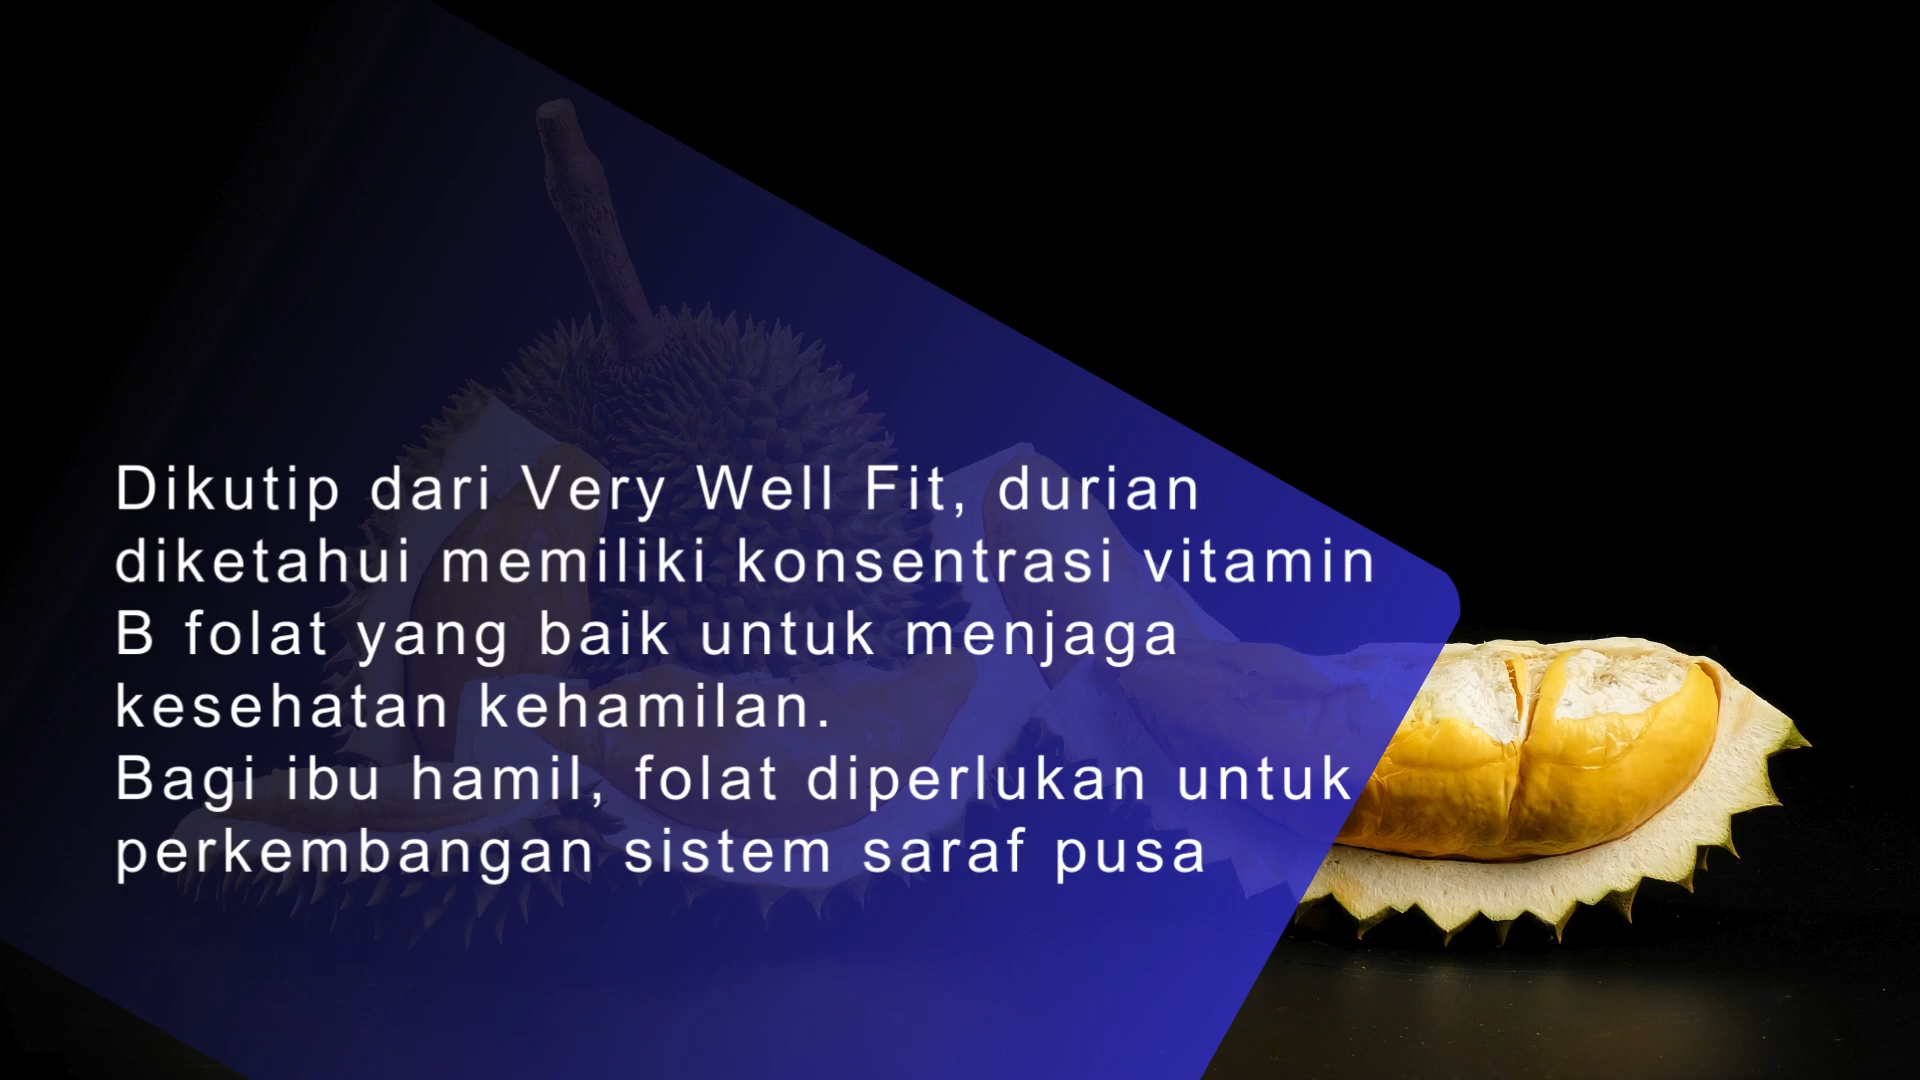 Dikutip dari Very Well Fit, durian
diketahui memiliki konsentrasi vitamin
B folat yang baik untuk menjaga
kesehatan kehamilan.
Bagi ibu hamil, folat diperlukan untuk
perkembangan sistem saraf pusa